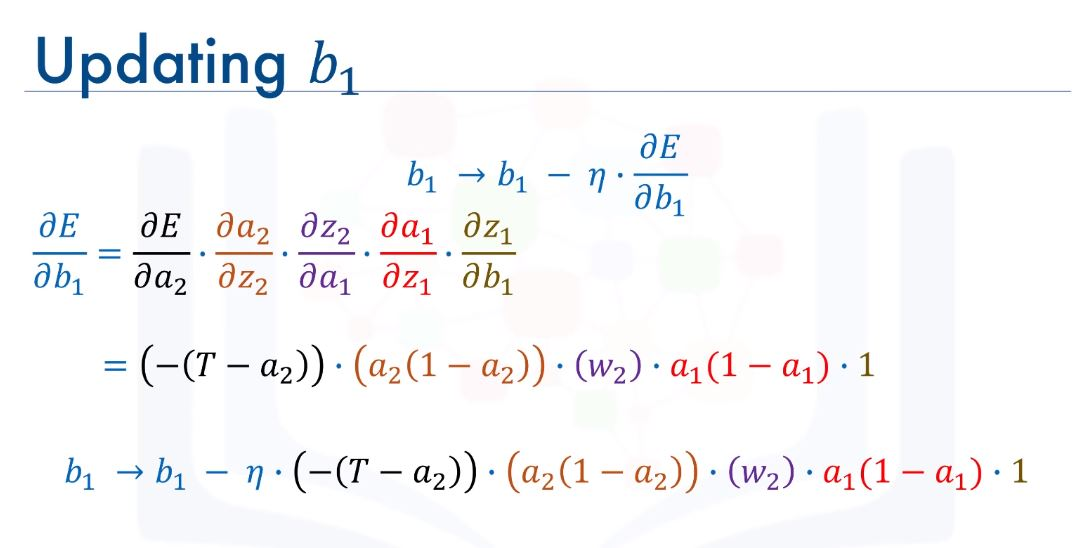 Updating b₁
b₁ → b₁ − η · ∂E/∂b₁
∂E/∂b₁ = ∂E/∂a₂ · ∂a₂/∂z₂ · ∂z₂/∂a₁ · ∂a₁/∂z₁ · ∂z₁/∂b₁
= (−(T − a₂)) · (a₂(1 − a₂)) · (w₂) · a₁(1 − a₁) · 1
b₁ → b₁ − η · (−(T − a₂)) · (a₂(1 − a₂)) · (w₂) · a₁(1 − a₁) · 1